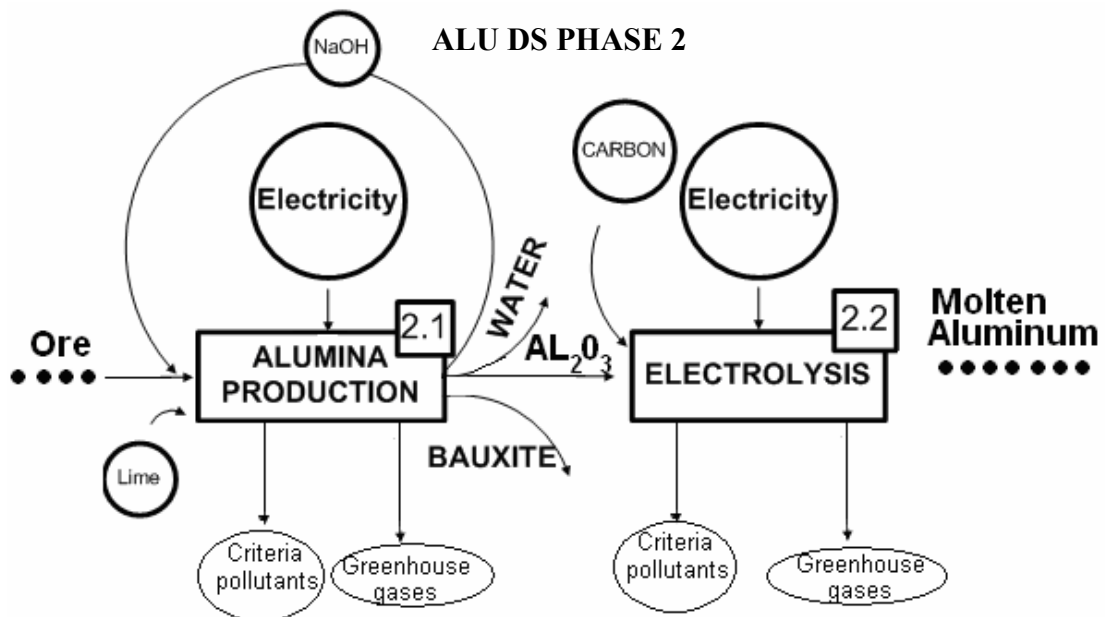 ALU DS PHASE 2
NaOH
CARBON
Electricity
Electricity
Ore
2.1
WATER
2.2
Molten
Aluminum
ALUMINA
PRODUCTION
AL₂0₃
ELECTROLYSIS
Lime
BAUXITE
Criteria
pollutants
Greenhouse
gases
Criteria
pollutants
Greenhouse
gases